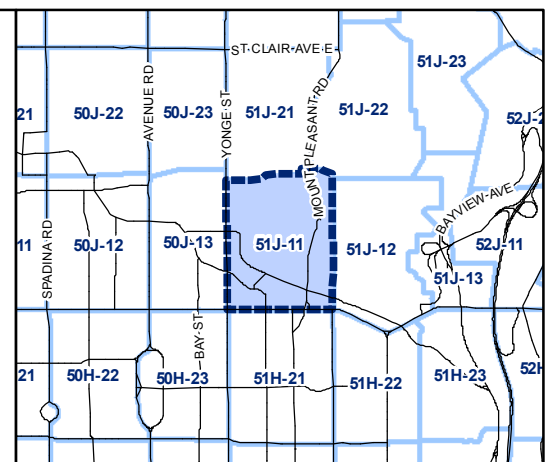 ST CLAIR AVE E
51J-23
21
50J-22
AVENUE RD
50J-23
YONGE ST
51J-21
MOUNT PLEASANT RD
51J-22
52J-2
11
SPADINA RD
50J-12
50J-13
51J-11
51J-12
BAYVIEW AVE
52J-11
51J-13
BAY ST
21
50H-22
50H-23
51H-21
51H-22
51H-23
52H